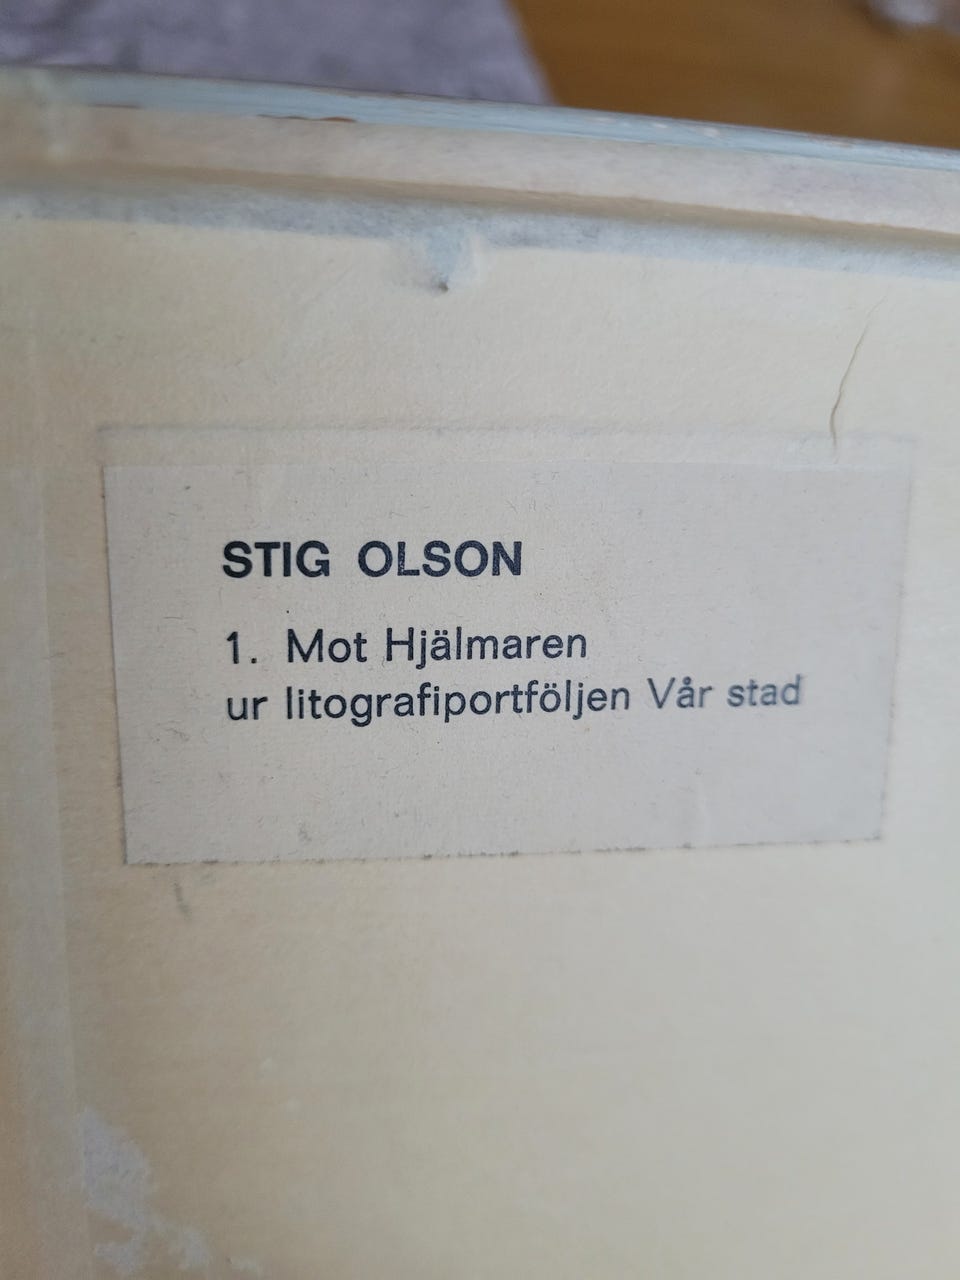 STIG OLSON
1. Mot Hjälmaren
ur litografiportföljen Vår stad